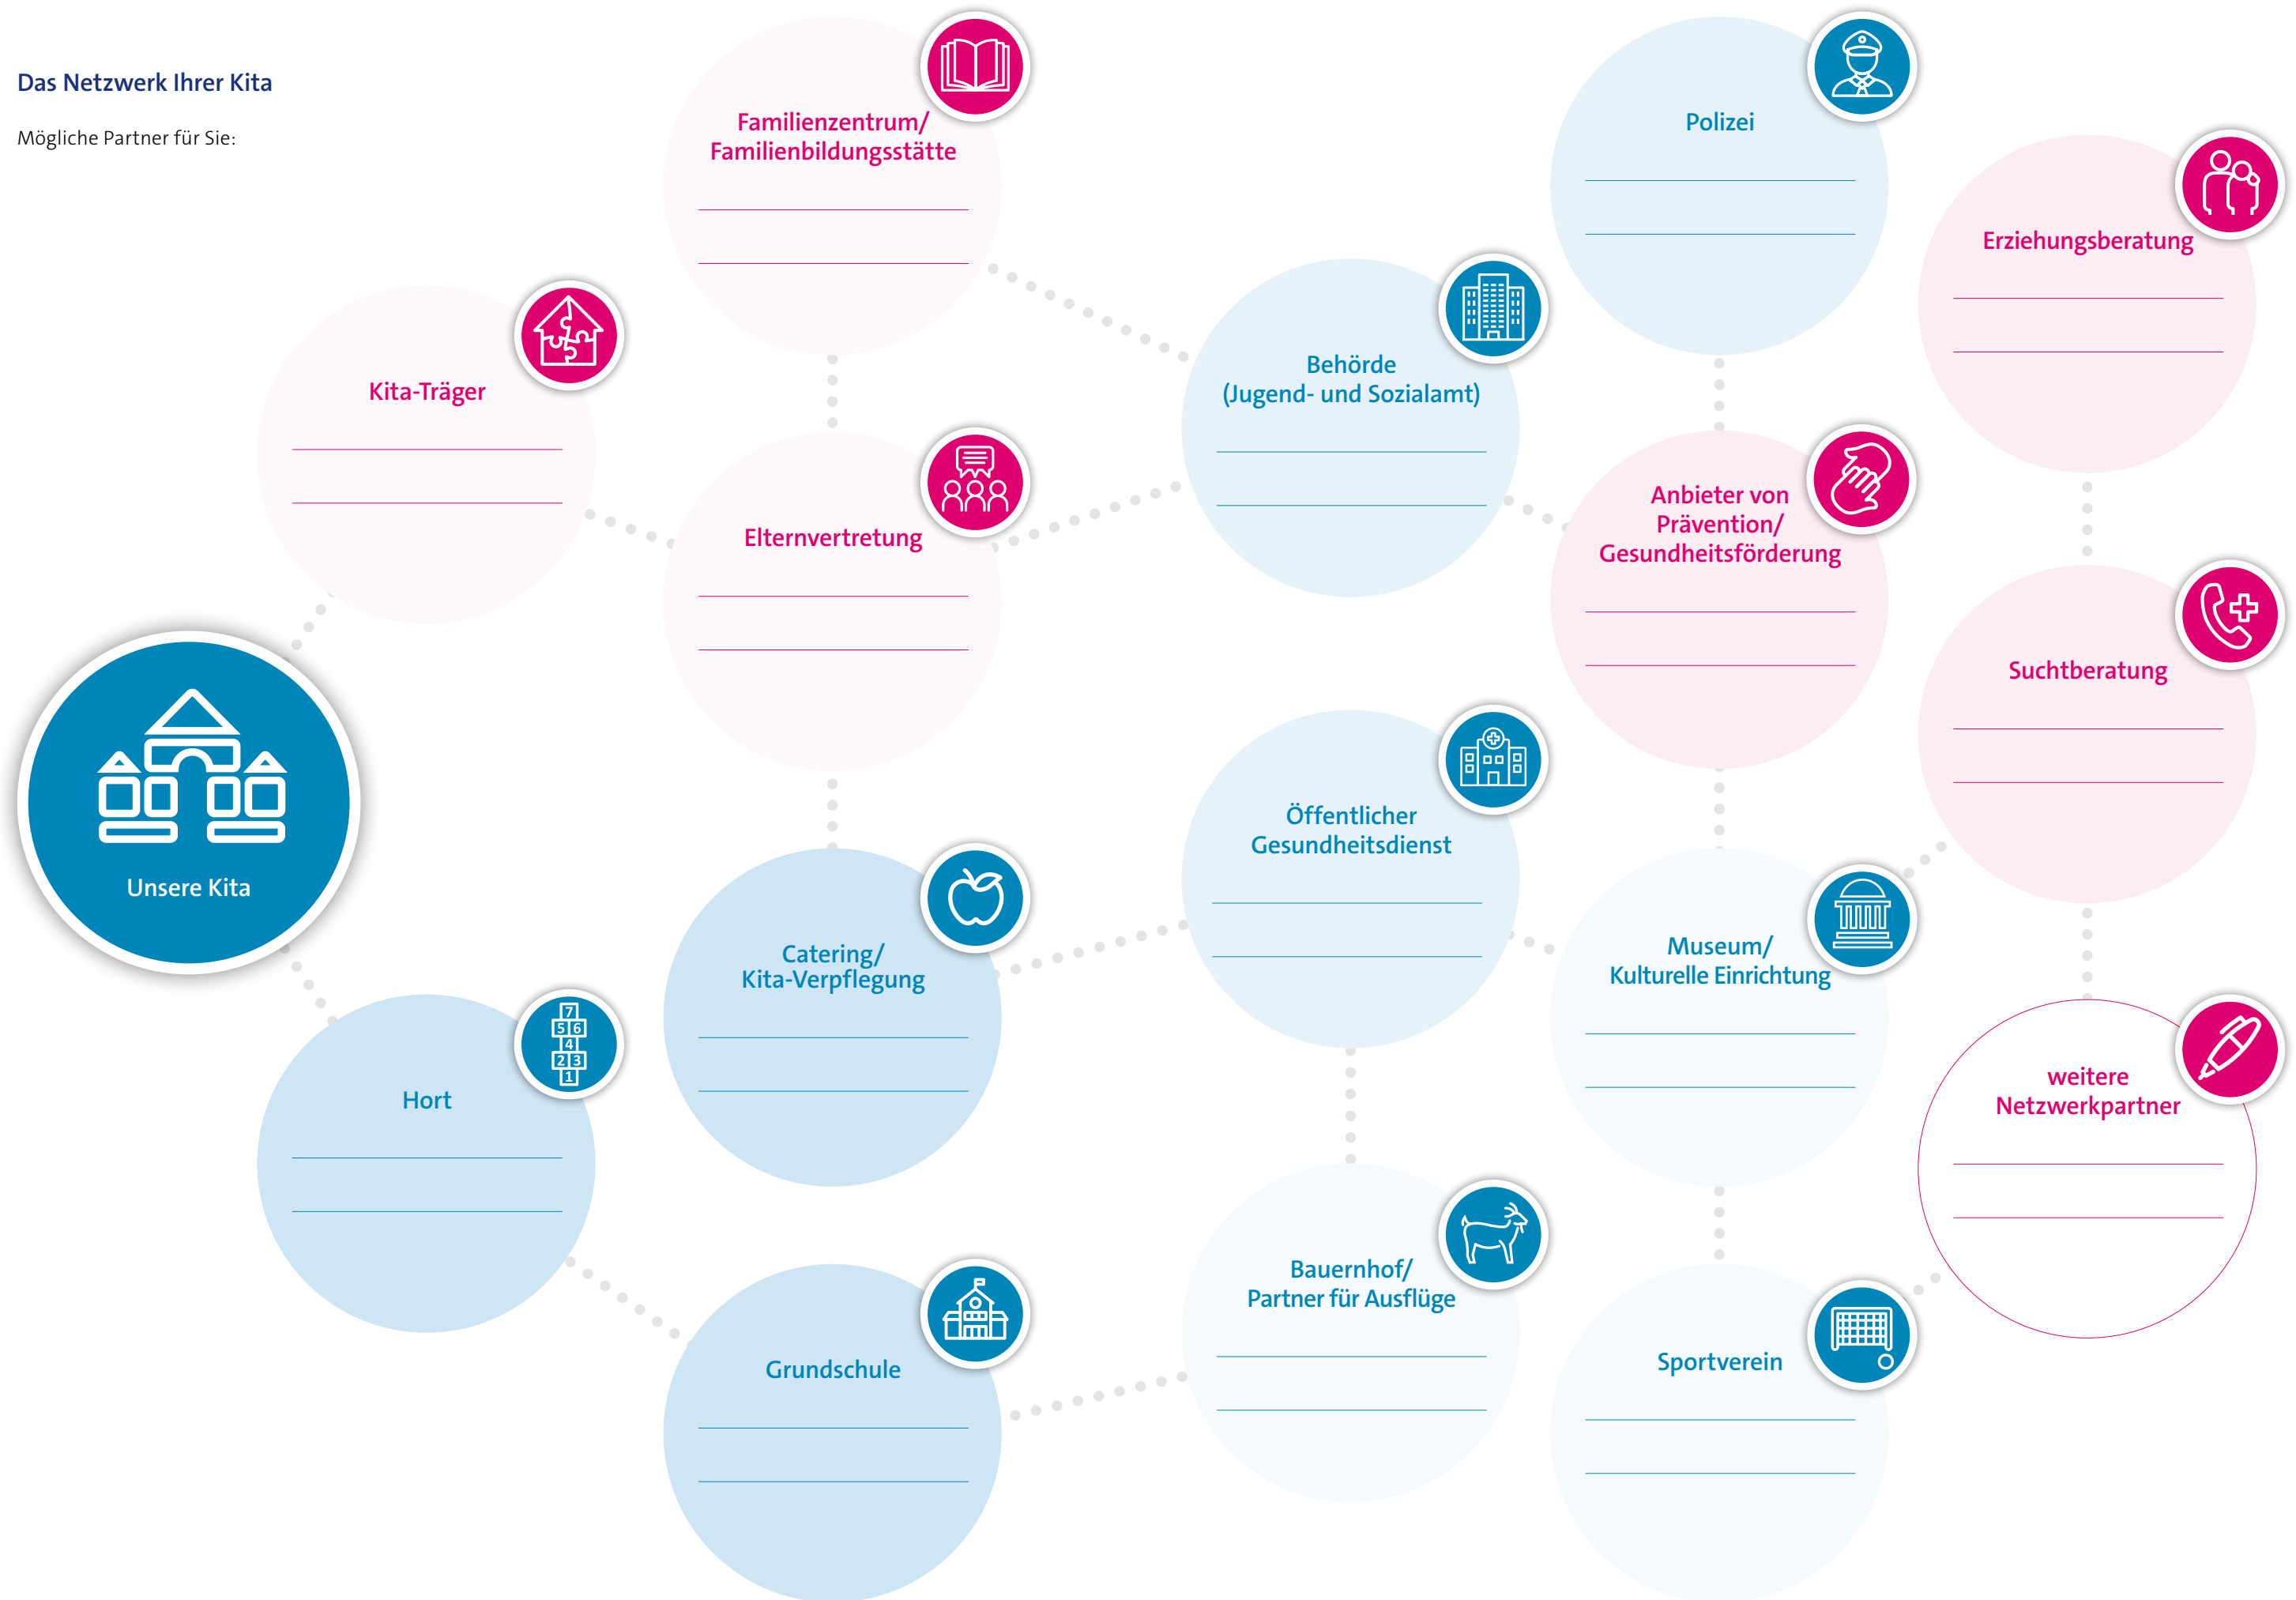 Das Netzwerk Ihrer Kita
Mögliche Partner für Sie:
Familienzentrum/
Familienbildungsstätte
Polizei
Erziehungsberatung
Kita-Träger
Behörde
(Jugend- und Sozialamt)
Elternvertretung
Anbieter von
Prävention/
Gesundheitsförderung
Suchtberatung
Unsere Kita
Öffentlicher
Gesundheitsdienst
Catering/
Kita-Verpflegung
Museum/
Kulturelle Einrichtung
Hort
7
5 6
4
2 3
1
weitere
Netzwerkpartner
Bauernhof/
Partner für Ausflüge
Grundschule
Sportverein